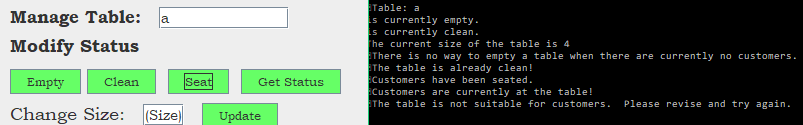 Manage Table: a
Modify Status
Empty Clean Seat Get Status
Change Size: (Size) Update
Table: a
is currently empty.
is currently clean.
The current size of the table is 4
There is no way to empty a table when there are currently no customers.
The table is already clean!
Customers have been seated.
Customers are currently at the table!
The table is not suitable for customers.  Please revise and try again.